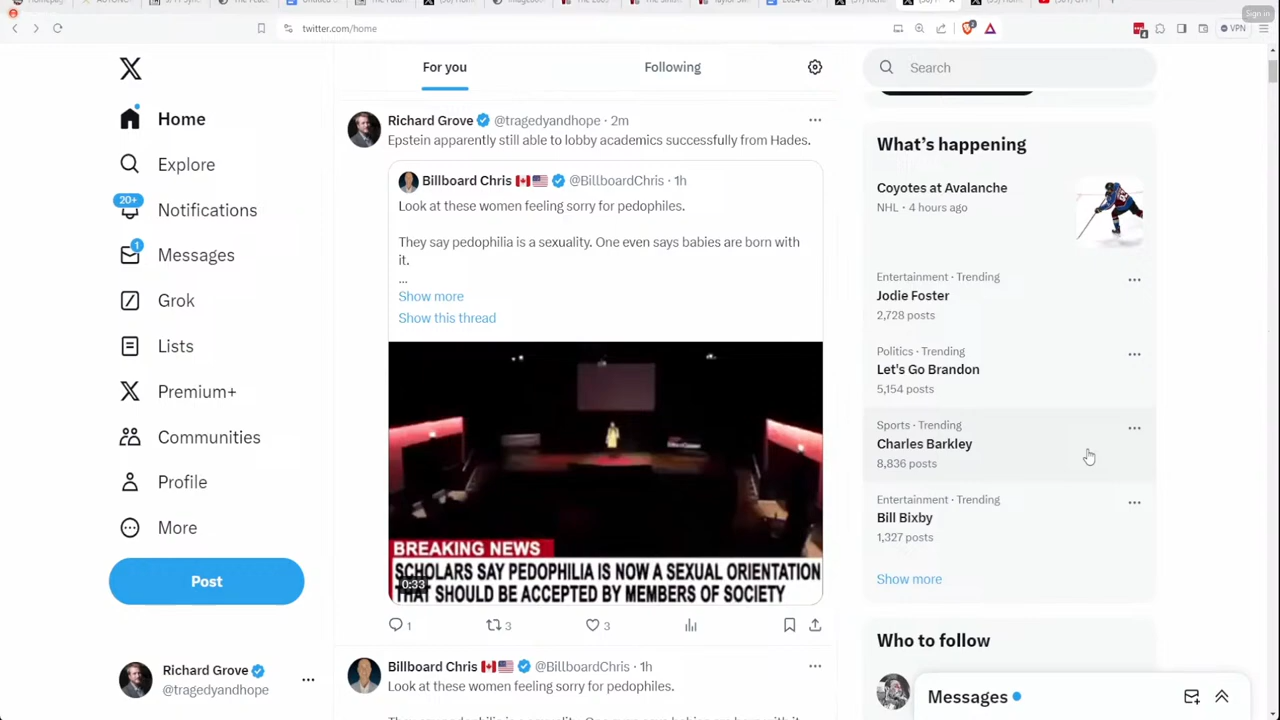 Sign in
twitter.com/home
VPN
Home
Explore
20+
Notifications
1
Messages
Grok
Lists
Premium+
Communities
Profile
More
Post
Richard Grove
@tragedyandhope
For you
Following
Richard Grove @tragedyandhope · 2m
Epstein apparently still able to lobby academics successfully from Hades.
Billboard Chris 🇨🇦🇺🇸 @BillboardChris · 1h
Look at these women feeling sorry for pedophiles.
They say pedophilia is a sexuality. One even says babies are born with
it.
...
Show more
Show this thread
BREAKING NEWS
SCHOLARS SAY PEDOPHILIA IS NOW A SEXUAL ORIENTATION
THAT SHOULD BE ACCEPTED BY MEMBERS OF SOCIETY
0:33
1
3
3
Billboard Chris 🇨🇦🇺🇸 @BillboardChris · 1h
Look at these women feeling sorry for pedophiles.
Search
What's happening
Coyotes at Avalanche
NHL · 4 hours ago
Entertainment · Trending
Jodie Foster
2,728 posts
Politics · Trending
Let's Go Brandon
5,154 posts
Sports · Trending
Charles Barkley
8,836 posts
Entertainment · Trending
Bill Bixby
1,327 posts
Show more
Who to follow
Messages